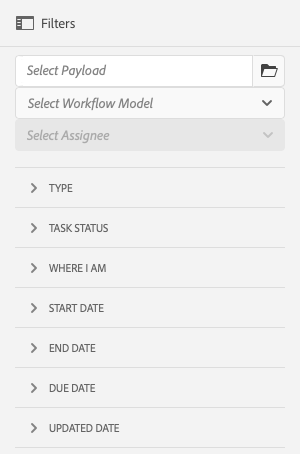 Filters
Select Payload
Select Workflow Model
Select Assignee
TYPE
TASK STATUS
WHERE I AM
START DATE
END DATE
DUE DATE
UPDATED DATE